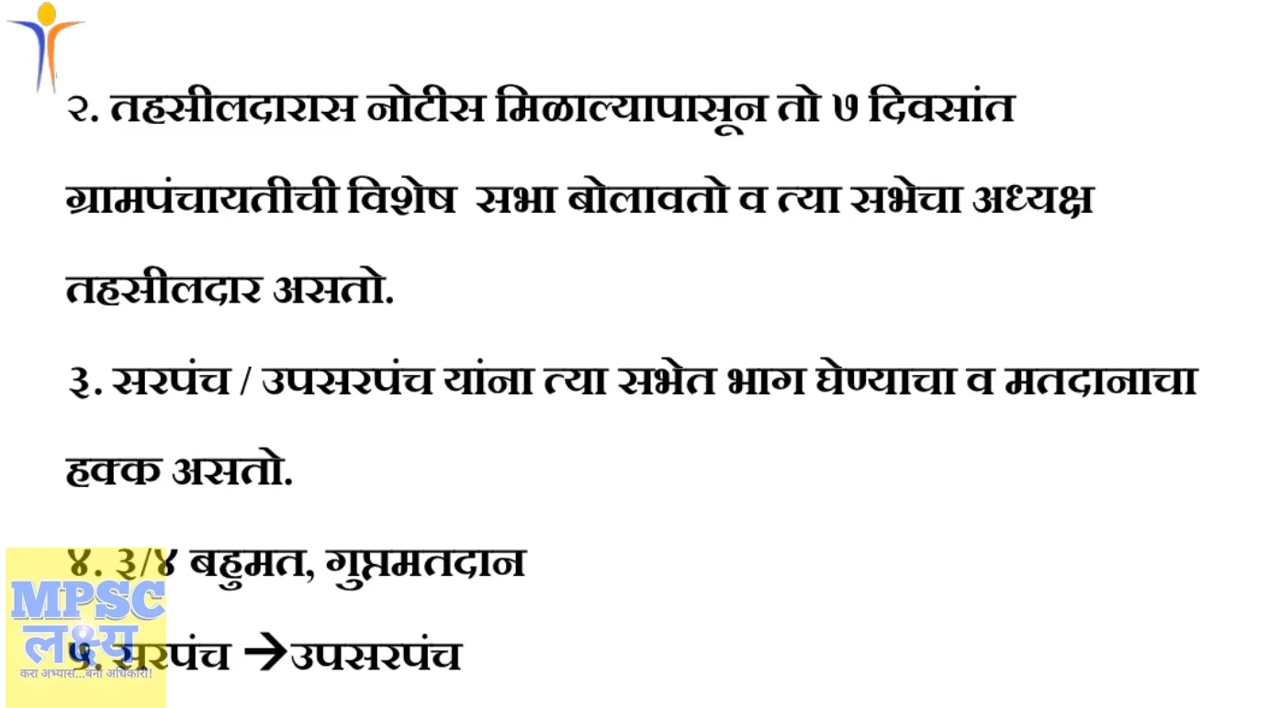 २. तहसीलदारास नोटीस मिळाल्यापासून तो ७ दिवसांत
ग्रामपंचायतीची विशेष सभा बोलावतो व त्या सभेचा अध्यक्ष
तहसीलदार असतो.
३. सरपंच / उपसरपंच यांना त्या सभेत भाग घेण्याचा व मतदानाचा
हक्क असतो.
४. ३/४ बहुमत, गुप्तमतदान
५. सरपंच →उपसरपंच
MPSC
लक्ष्य
करा अभ्यास...बना अधिकारी!